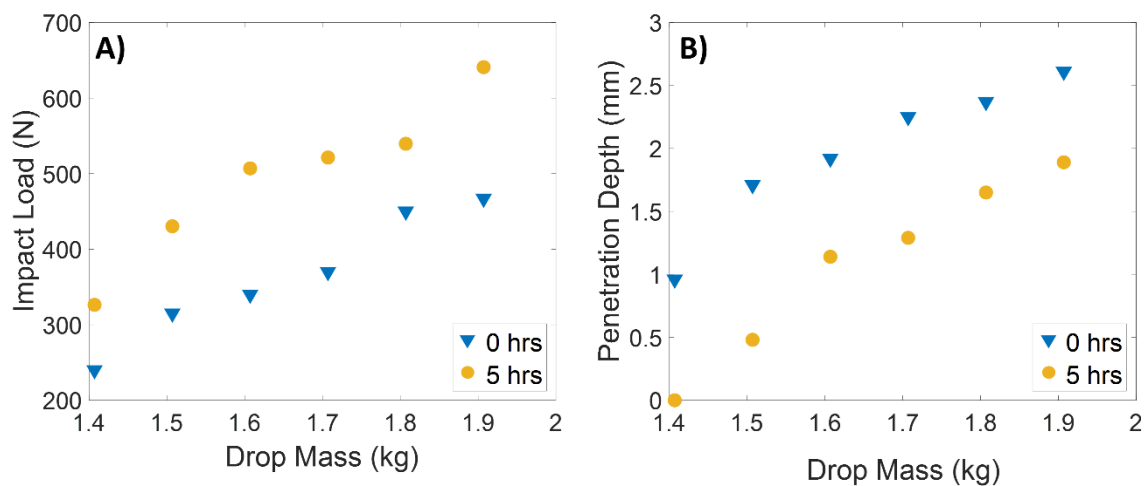 A)
Impact Load (N)
700
600
500
400
300
200
1.4 1.5 1.6 1.7 1.8 1.9 2
Drop Mass (kg)
0 hrs
5 hrs
B)
Penetration Depth (mm)
3
2.5
2
1.5
1
0.5
0
1.4 1.5 1.6 1.7 1.8 1.9 2
Drop Mass (kg)
0 hrs
5 hrs